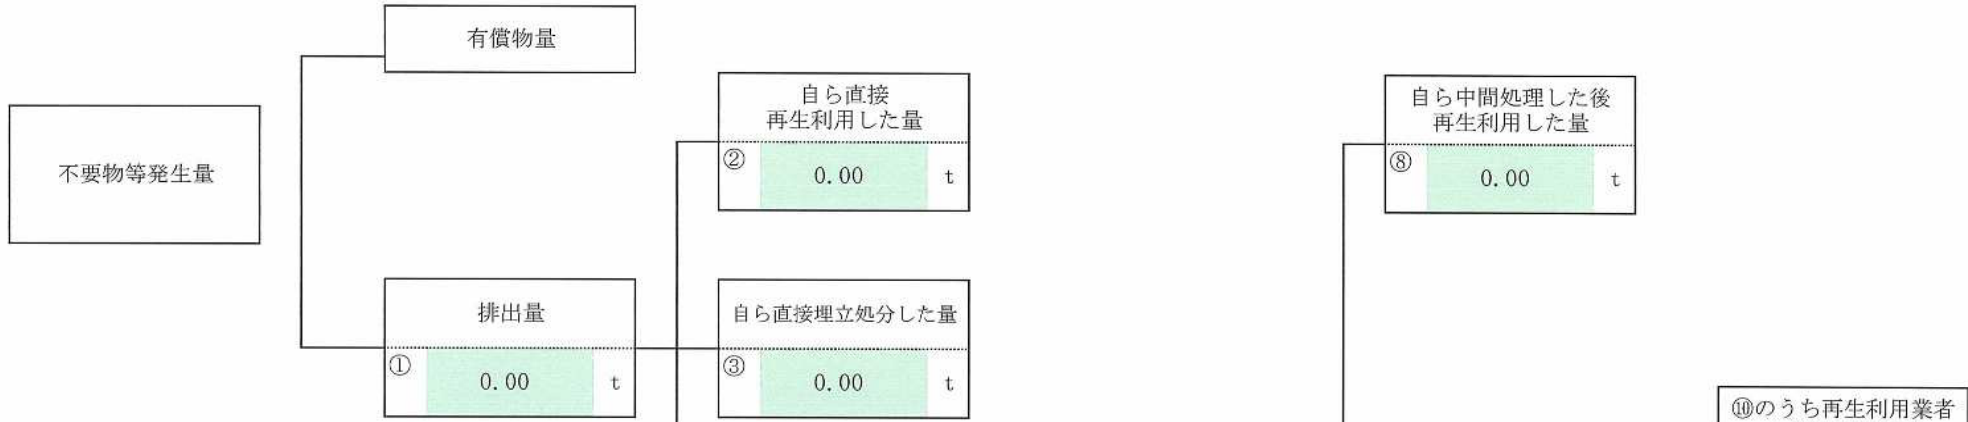 有償物量
自ら直接
再生利用した量
② 0.00 t
自ら中間処理した後
再生利用した量
⑧ 0.00 t
不要物等発生量
排出量
① 0.00 t
自ら直接埋立処分した量
③ 0.00 t
⑩のうち再生利用業者